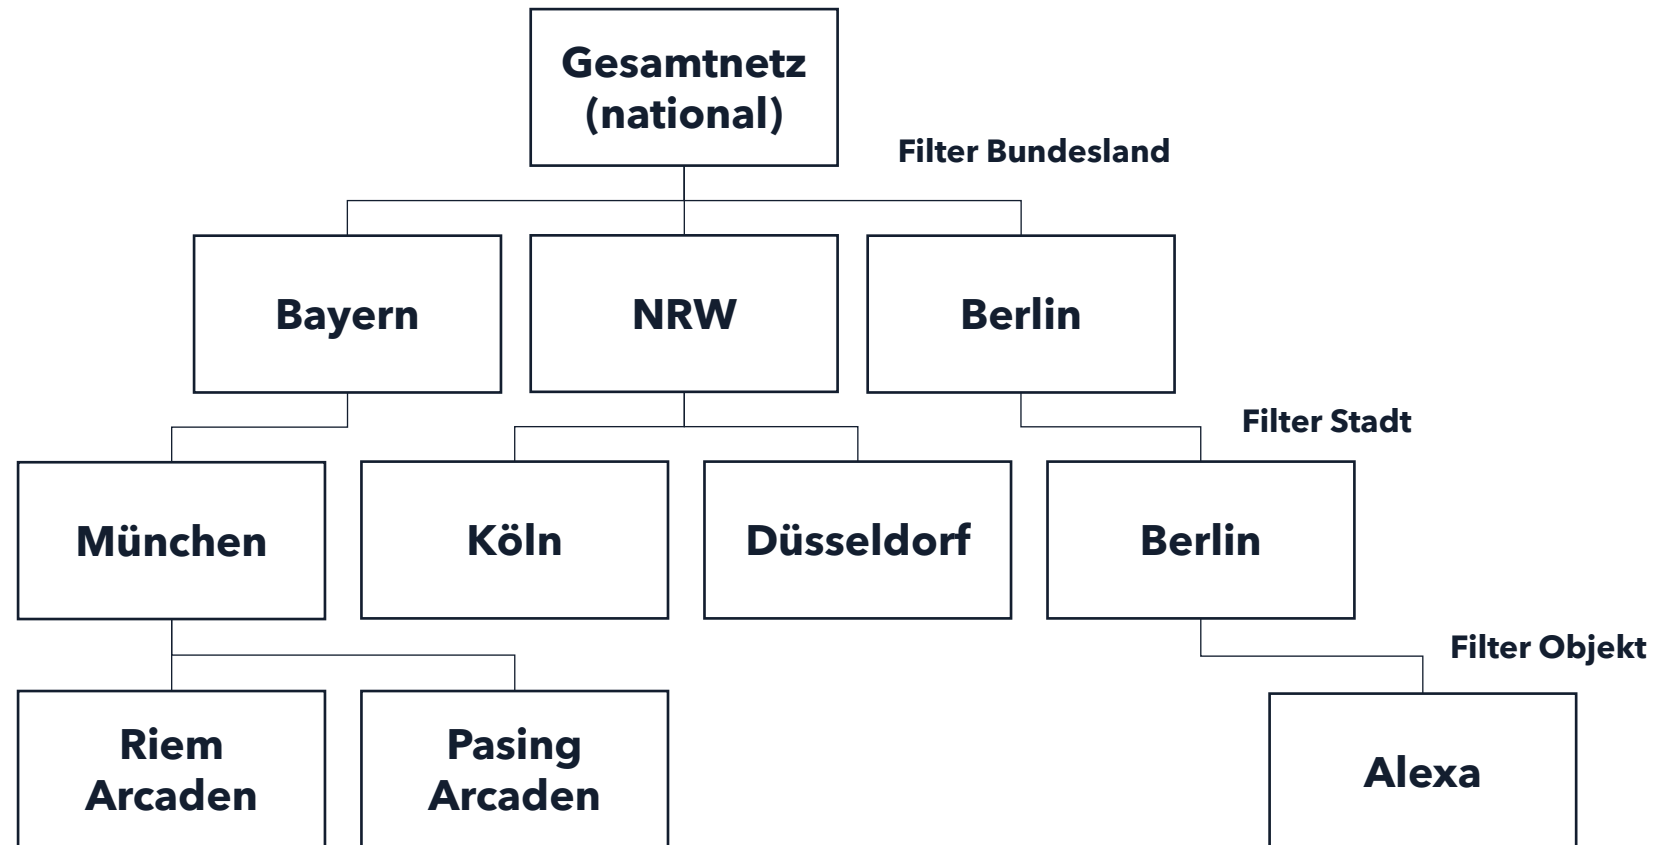 Gesamtnetz
(national)
Filter Bundesland
Bayern
NRW
Berlin
Filter Stadt
München
Köln
Düsseldorf
Berlin
Filter Objekt
Riem
Arcaden
Pasing
Arcaden
Alexa